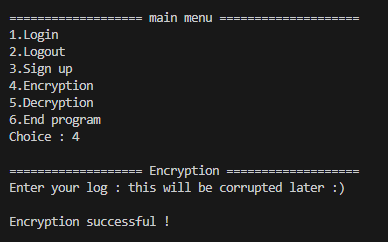 =================== main menu ====================
1.Login
2.Logout
3.Sign up
4.Encryption
5.Decryption
6.End program
Choice : 4
=================== Encryption ===================
Enter your log : this will be corrupted later :)
Encryption successful !